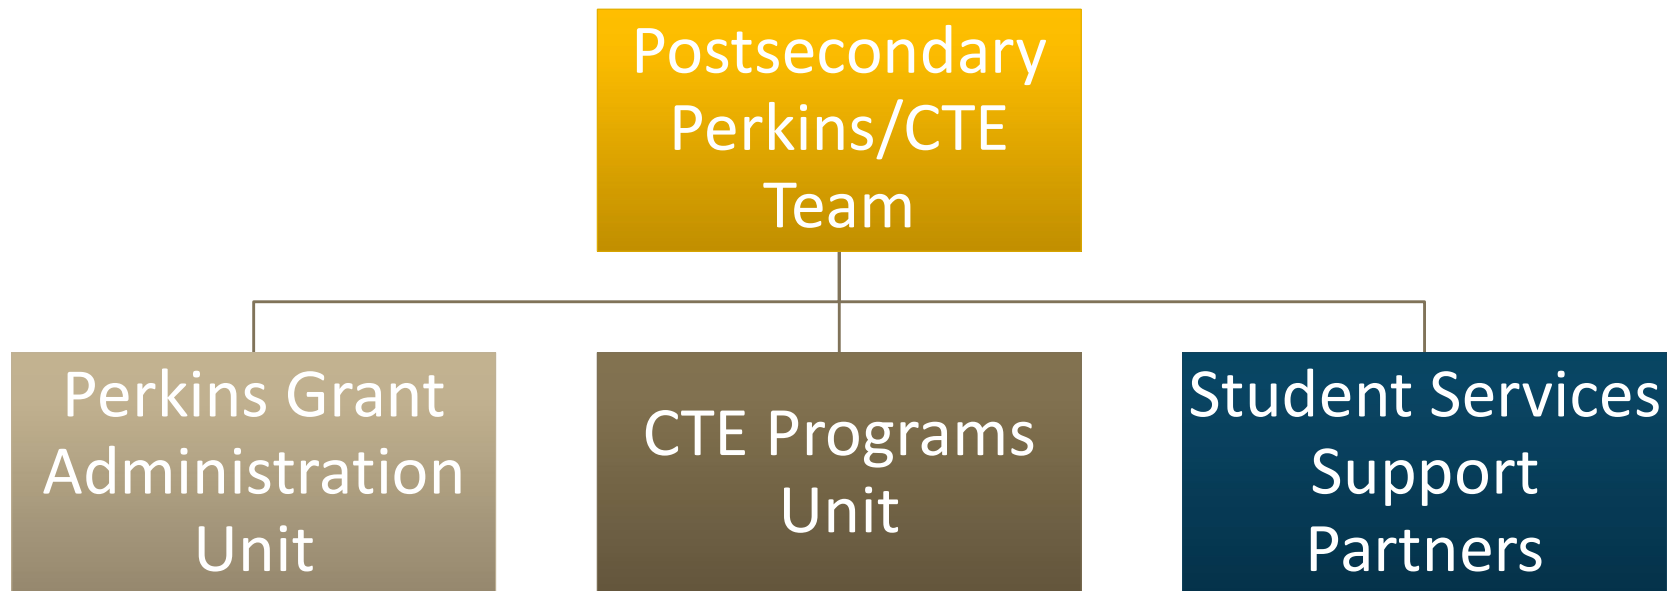 Postsecondary
Perkins/CTE
Team
Perkins Grant
Administration
Unit
CTE Programs
Unit
Student Services
Support
Partners